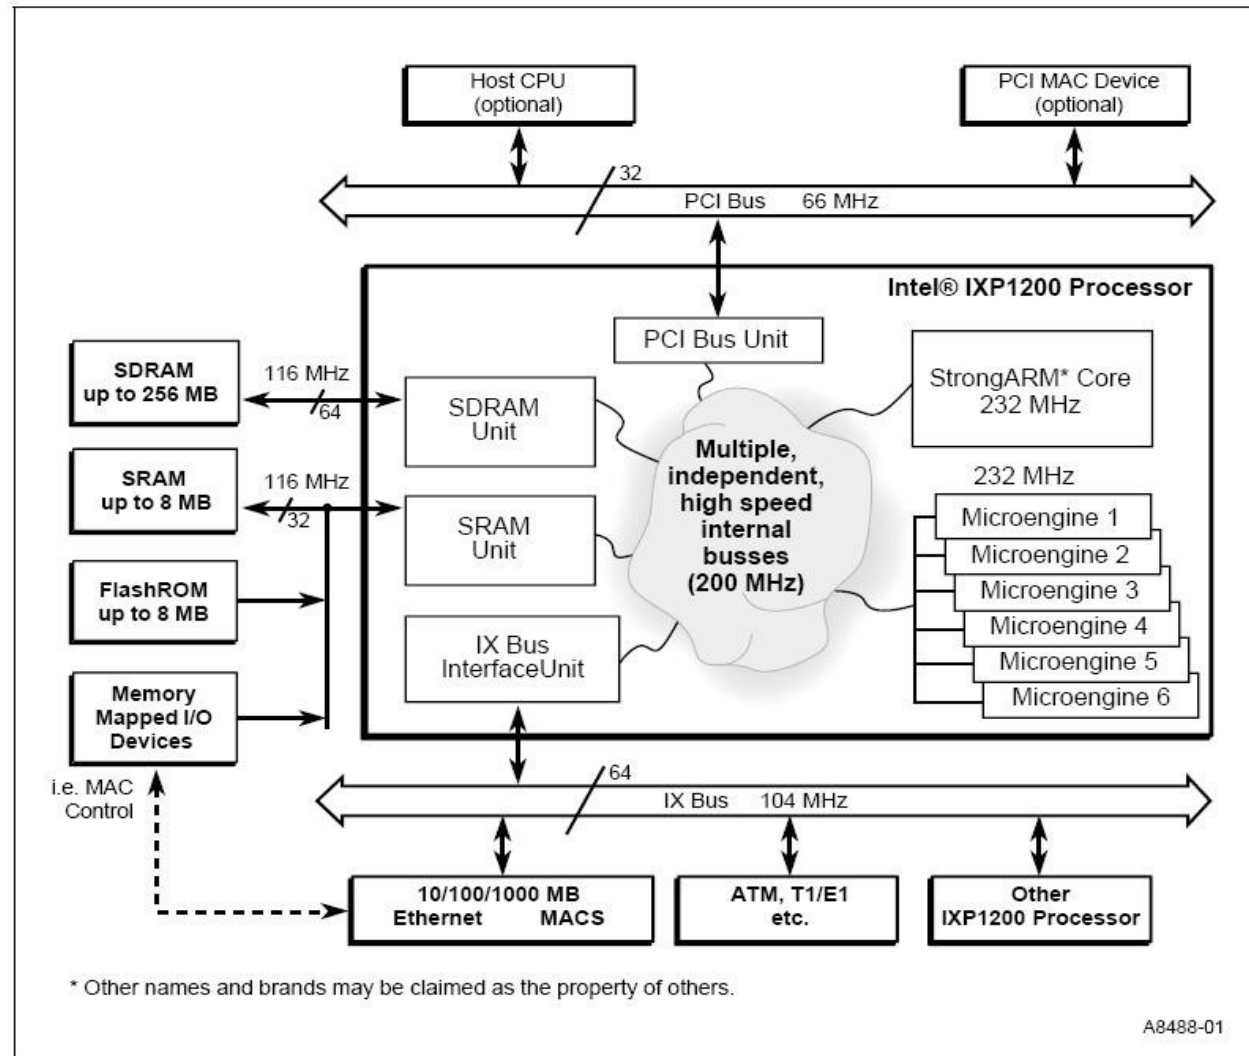 Host CPU
(optional)
PCI MAC Device
(optional)
32
PCI Bus 66 MHz
Intel® IXP1200 Processor
PCI Bus Unit
SDRAM
up to 256 MB
116 MHz
64
SDRAM
Unit
StrongARM* Core
232 MHz
SRAM
up to 8 MB
116 MHz
32
SRAM
Unit
Multiple,
independent,
high speed
internal
busses
(200 MHz)
232 MHz
Microengine 1
Microengine 2
Microengine 3
Microengine 4
Microengine 5
Microengine 6
FlashROM
up to 8 MB
IX Bus
InterfaceUnit
Memory
Mapped I/O
Devices
i.e. MAC
Control
64
IX Bus 104 MHz
10/100/1000 MB
Ethernet MACS
ATM, T1/E1
etc.
Other
IXP1200 Processor
* Other names and brands may be claimed as the property of others.
A8488-01